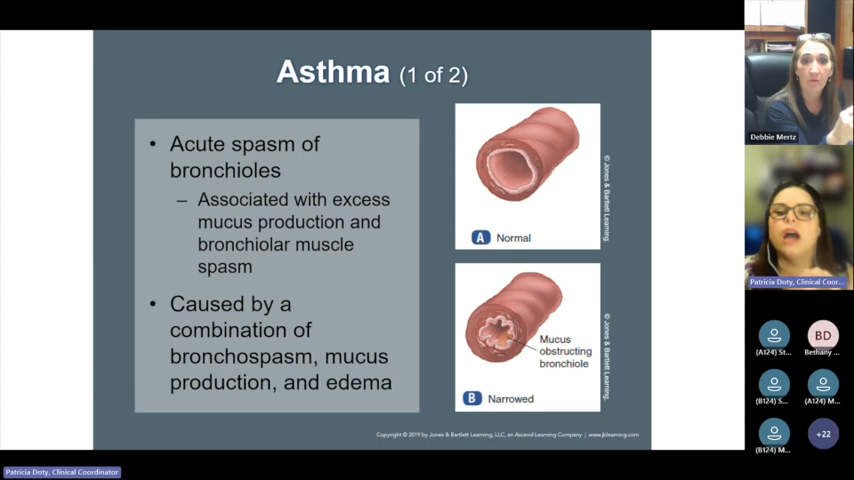 Asthma (1 of 2)
• Acute spasm of
bronchioles
– Associated with excess
mucus production and
bronchiolar muscle
spasm
• Caused by a
combination of
bronchospasm, mucus
production, and edema
A Normal
© Jones & Bartlett Learning.
Mucus
obstructing
bronchiole
B Narrowed
© Jones & Bartlett Learning.
Copyright © 2019 by Jones & Bartlett Learning, LLC, an Ascend Learning Company | www.jblearning.com
Debbie Mertz
Patricia Doty, Clinical Coor...
(A124) St...
BD
Bethany ...
(B124) S...
(A124) M...
(B124) M...
+22
Patricia Doty, Clinical Coordinator